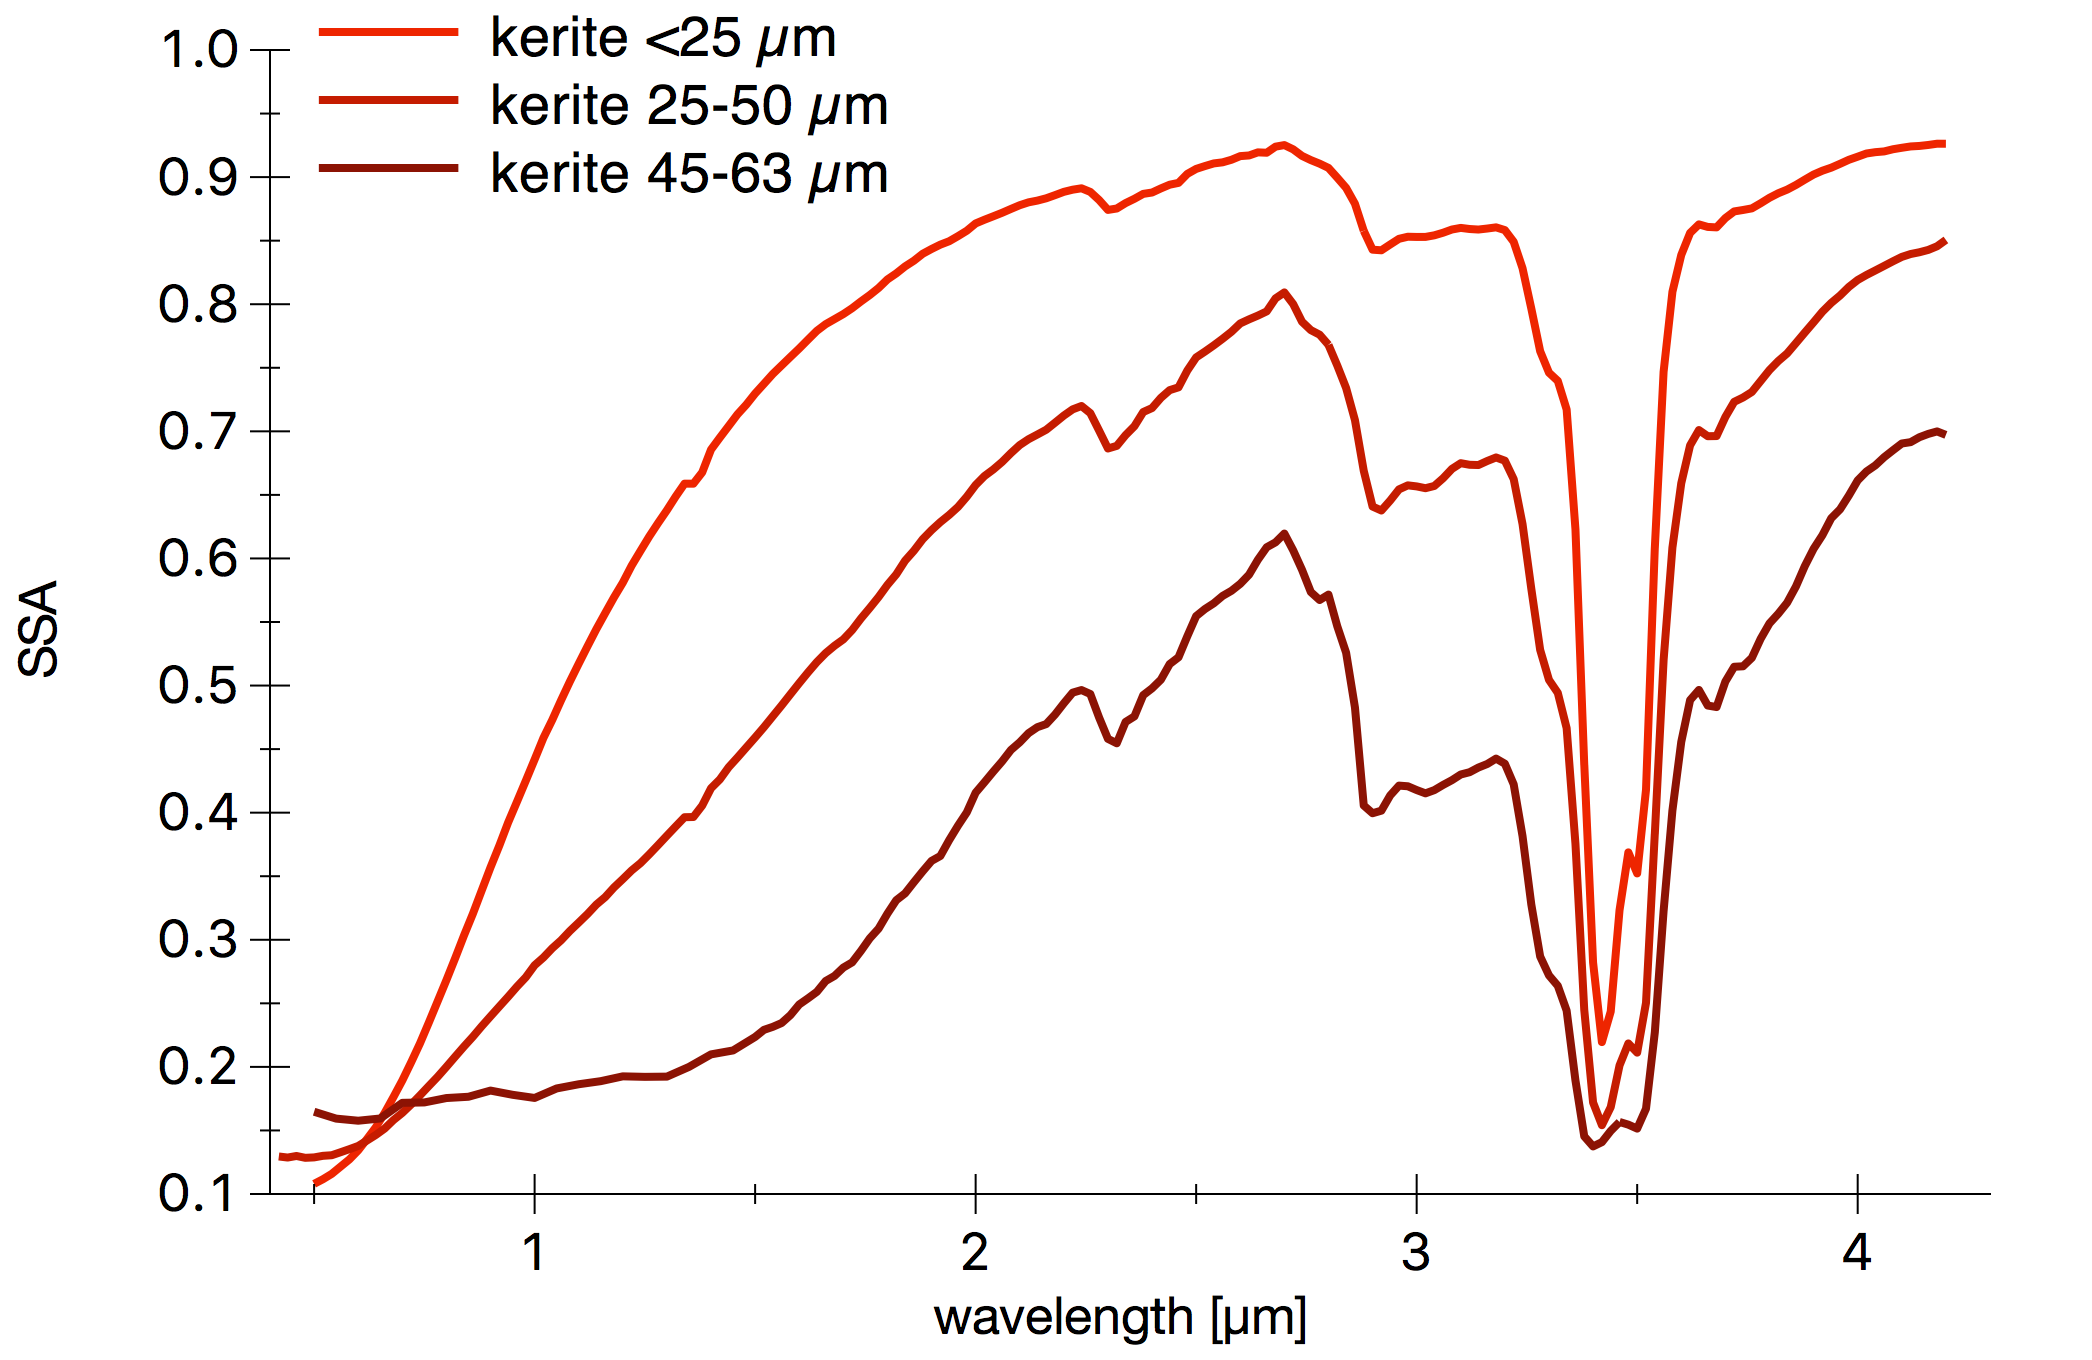 kerite <25 µm
kerite 25-50 µm
kerite 45-63 µm
1.0
0.9
0.8
0.7
0.6
0.5
0.4
0.3
0.2
0.1
SSA
1 2 3 4
wavelength [µm]